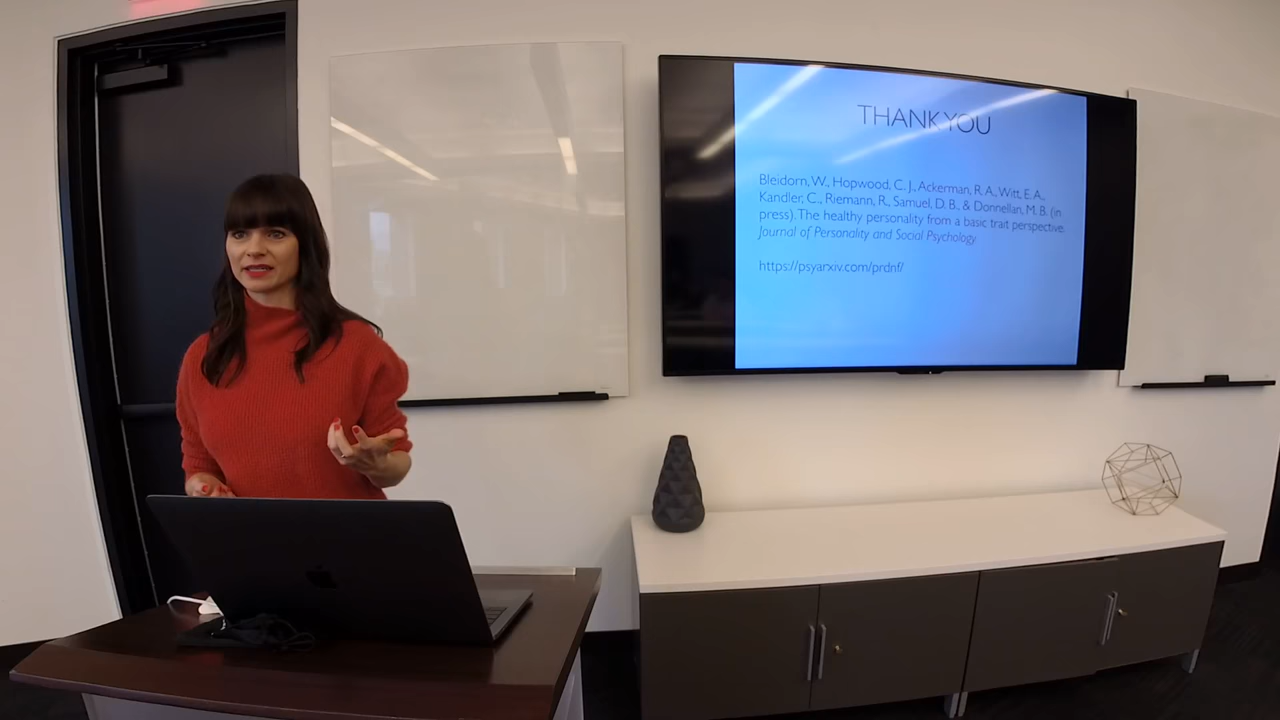 THANK YOU
Bleidorn, W., Hopwood, C. J., Ackerman, R. A., Witt, E. A.,
Kandler, C., Riemann, R., Samuel, D. B., & Donnellan, M. B. (in
press). The healthy personality from a basic trait perspective.
Journal of Personality and Social Psychology
https://psyarxiv.com/prdnf/